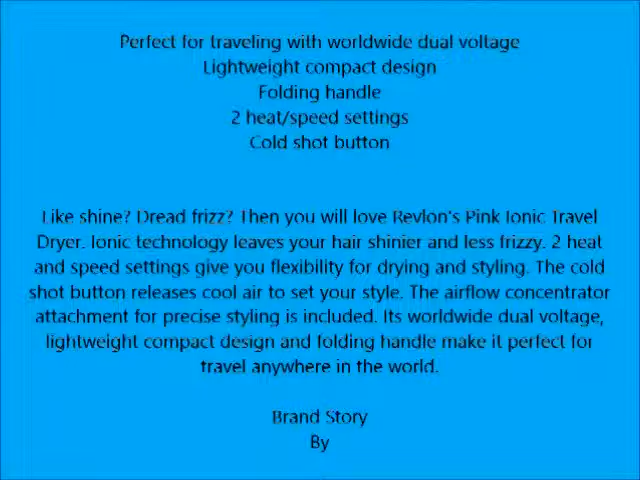 Perfect for traveling with worldwide dual voltage
Lightweight compact design
Folding handle
2 heat/speed settings
Cold shot button
Like shine? Dread frizz? Then you will love Revlon's Pink Ionic Travel
Dryer. Ionic technology leaves your hair shinier and less frizzy. 2 heat
and speed settings give you flexibility for drying and styling. The cold
shot button releases cool air to set your style. The airflow concentrator
attachment for precise styling is included. Its worldwide dual voltage,
lightweight compact design and folding handle make it perfect for
travel anywhere in the world.
Brand Story
By